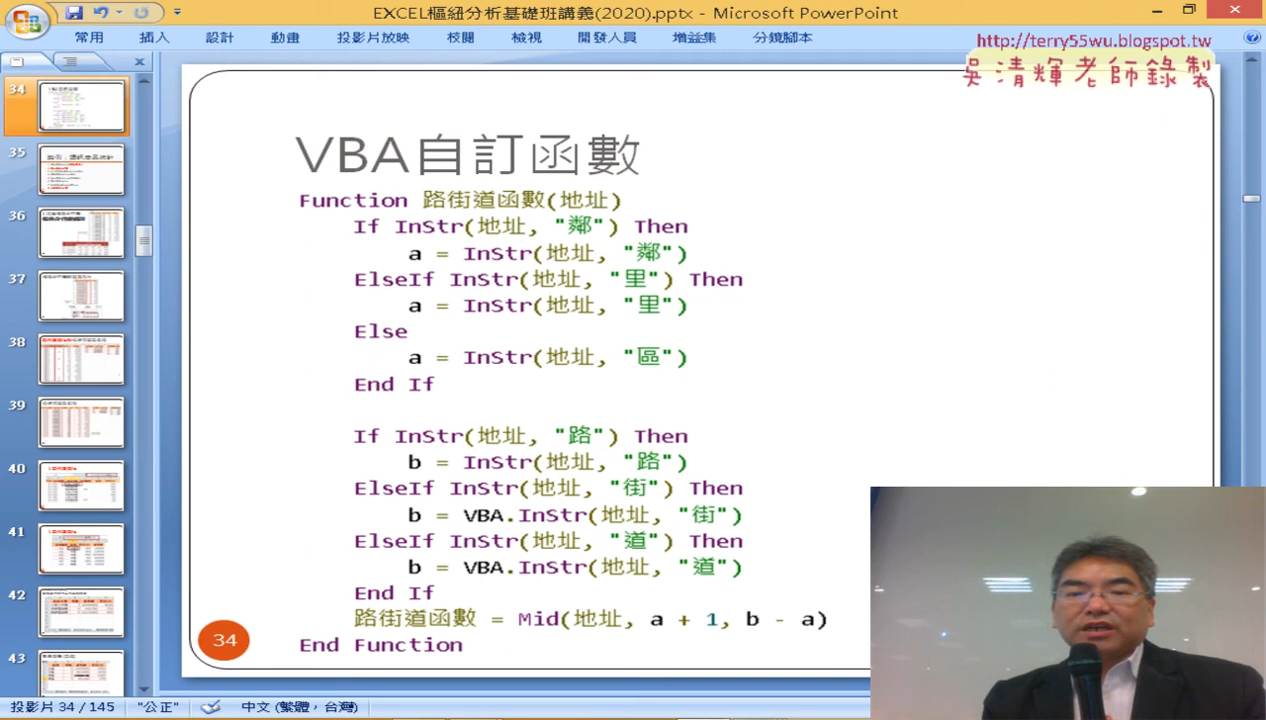 EXCEL樞紐分析基礎班講義(2020).pptx - Microsoft PowerPoint
常用 插入 設計 動畫 投影片放映 校閱 檢視 開發人員 增益集 分鏡腳本
http://terry55wu.blogspot.tw
吳清輝老師錄製
34
35
36
37
38
39
40
41
42
43
VBA自訂函數
Function 路街道函數(地址)
If InStr(地址, "鄰") Then
a = InStr(地址, "鄰")
ElseIf InStr(地址, "里") Then
a = InStr(地址, "里")
Else
a = InStr(地址, "區")
End If
If InStr(地址, "路") Then
b = InStr(地址, "路")
ElseIf InStr(地址, "街") Then
b = VBA.InStr(地址, "街")
ElseIf InStr(地址, "道") Then
b = VBA.InStr(地址, "道")
End If
路街道函數 = Mid(地址, a + 1, b - a)
End Function
34
投影片 34 / 145 "公正" 中文 (繁體，台灣)